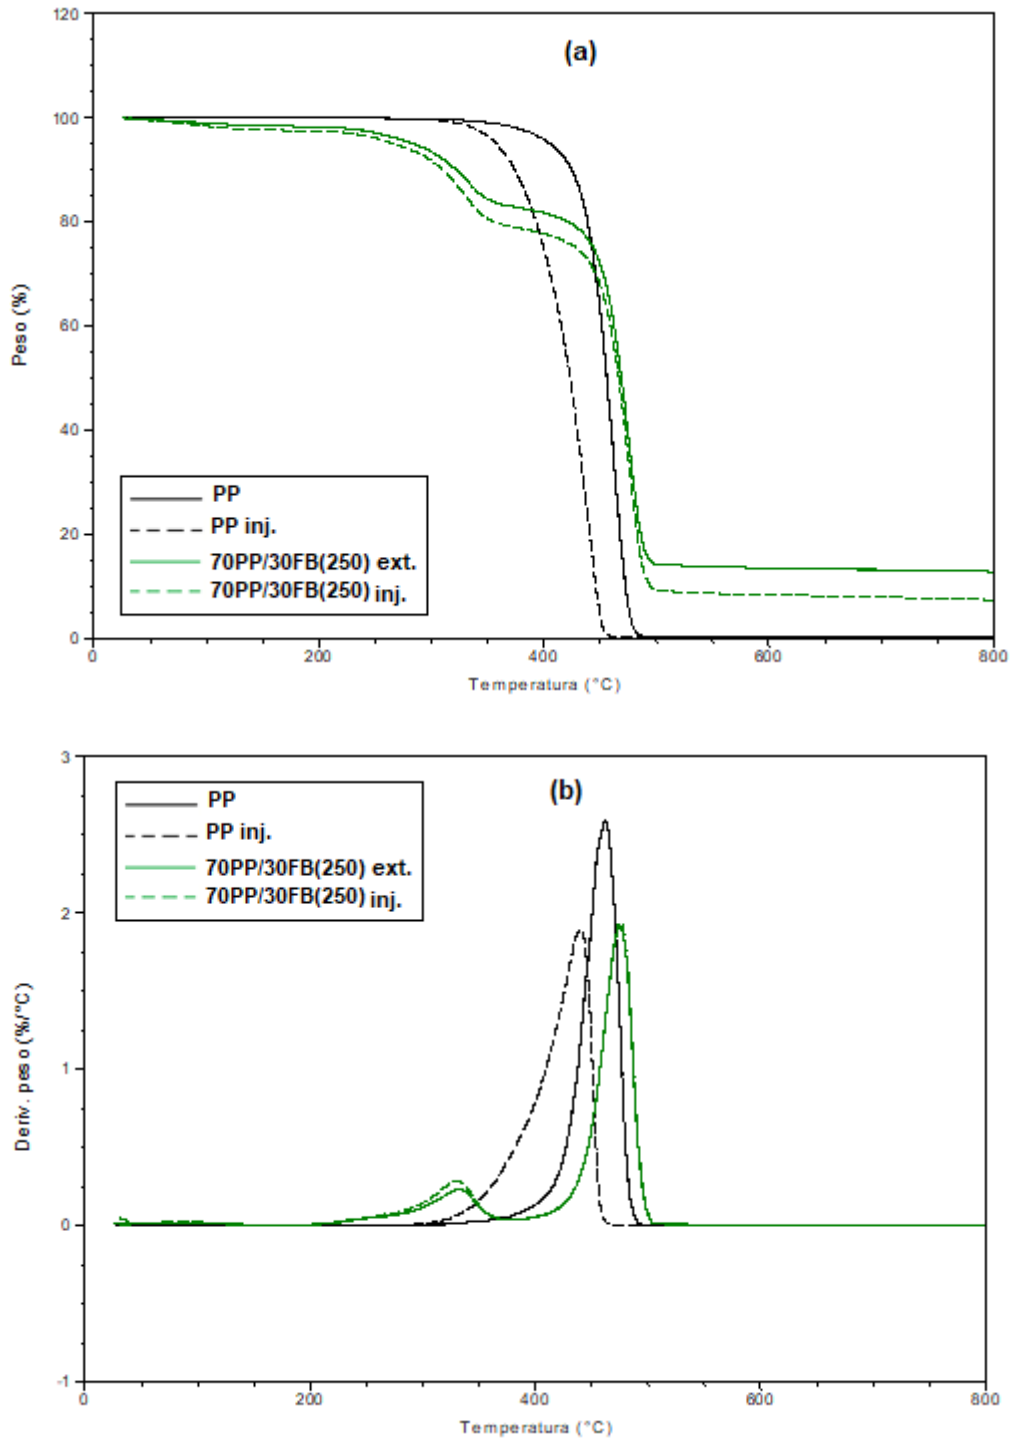 120
(a)
100
80
60
Peso (%)
40
PP
PP inj.
20
70PP/30FB(250) ext.
70PP/30FB(250) inj.
0
0 200 400 600 800
Temperatura (°C)
3
(b)
PP
PP inj.
70PP/30FB(250) ext.
70PP/30FB(250) inj.
2
Deriv. peso (%/°C)
1
0
-1
0 200 400 600 800
Temperatura (°C)